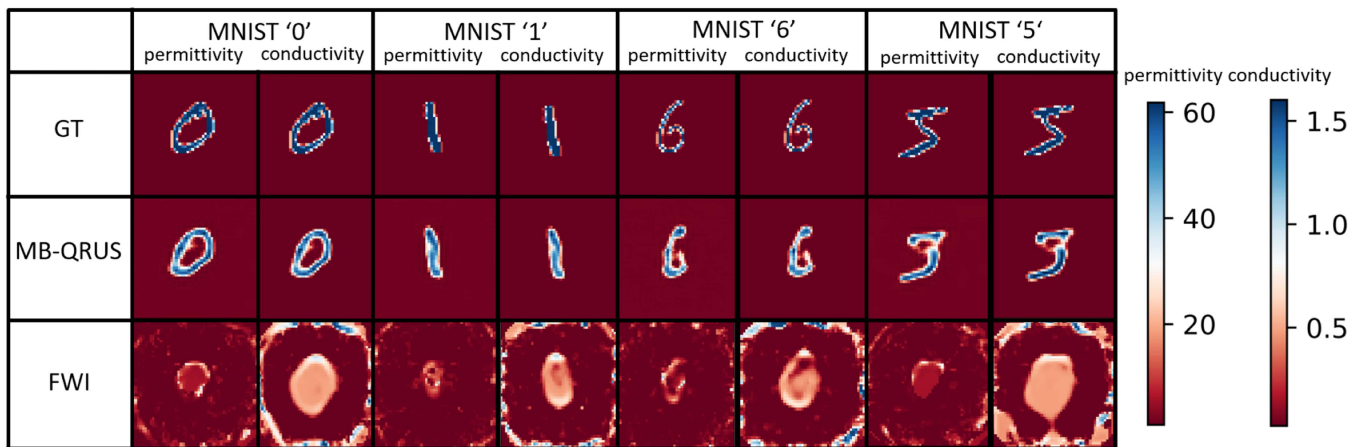 MNIST ‘0’ MNIST ‘1’ MNIST ‘6’ MNIST ‘5‘
permittivity conductivity permittivity conductivity permittivity conductivity permittivity conductivity
permittivity conductivity
GT
MB-QRUS
FWI
60
40
20
1.5
1.0
0.5